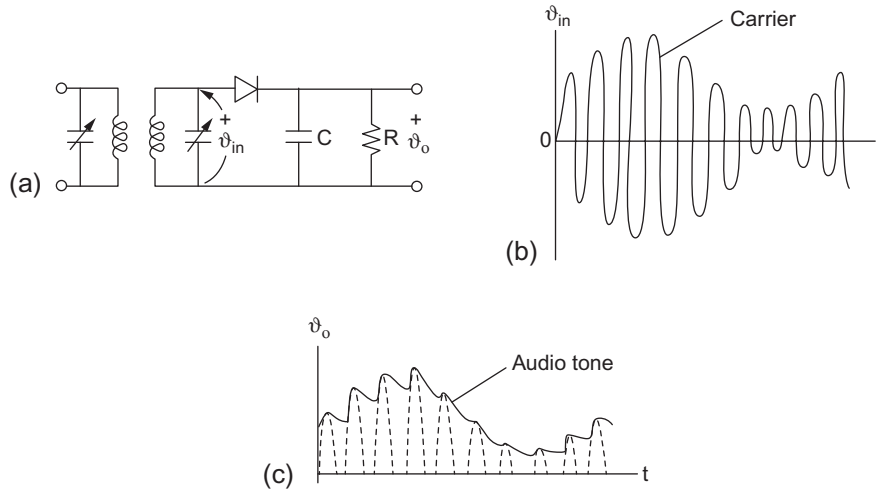 (a)
+
ϑin
C
R
+
ϑo
(b)
ϑin
Carrier
0
(c)
ϑo
Audio tone
t